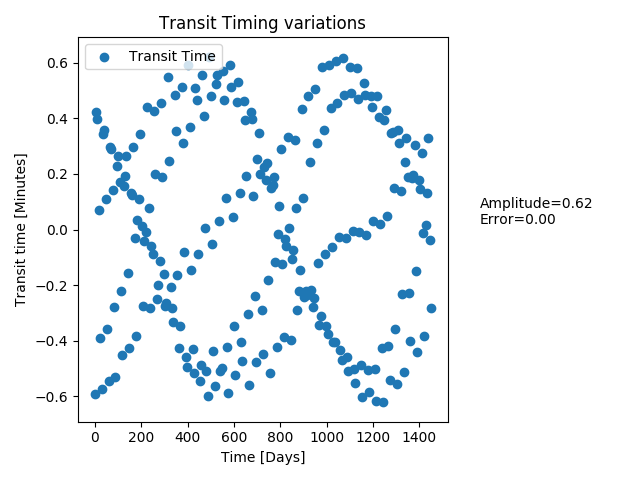 Transit Timing variations
Transit Time
Transit time [Minutes]
0.6
0.4
0.2
0.0
−0.2
−0.4
−0.6
0 200 400 600 800 1000 1200 1400
Time [Days]
Amplitude=0.62
Error=0.00